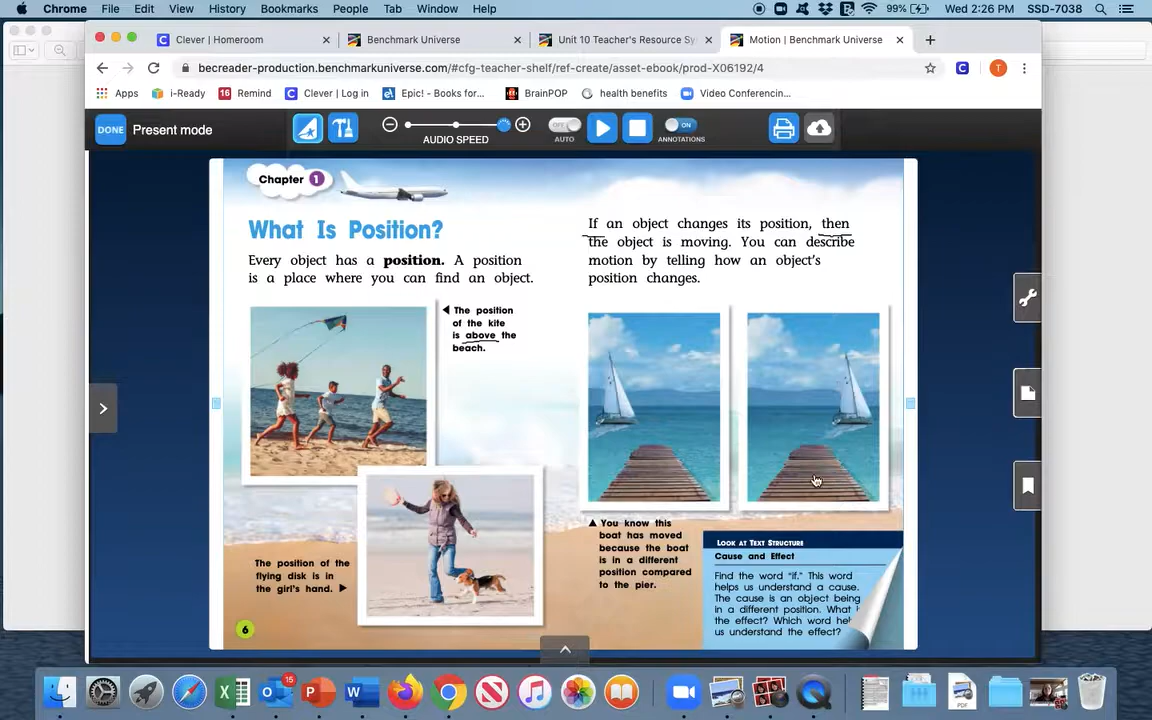 Chrome File Edit View History Bookmarks People Tab Window Help 99% Wed 2:26 PM SSD-7038
Clever | Homeroom
Benchmark Universe
Unit 10 Teacher's Resource Sy
Motion | Benchmark Universe
becreader-production.benchmarkuniverse.com/#cfg-teacher-shelf/ref-create/asset-ebook/prod-X06192/4
T
Apps i-Ready Remind Clever | Log in Epic! - Books for... BrainPOP health benefits Video Conferencin...
DONE Present mode
AUDIO SPEED
OFF
AUTO
ON
ANNOTATIONS
Chapter 1
What Is Position?
Every object has a position. A position
is a place where you can find an object.
The position
of the kite
is above the
beach.
The position of the
flying disk is in
the girl's hand.
6
If an object changes its position, then
the object is moving. You can describe
motion by telling how an object's
position changes.
You know this
boat has moved
because the boat
is in a different
position compared
to the pier.
Look at Text Structure
Cause and Effect
Find the word "if." This word
helps us understand a cause.
The cause is an object being
in a different position. What
the effect? Which word
us understand the effect?
15